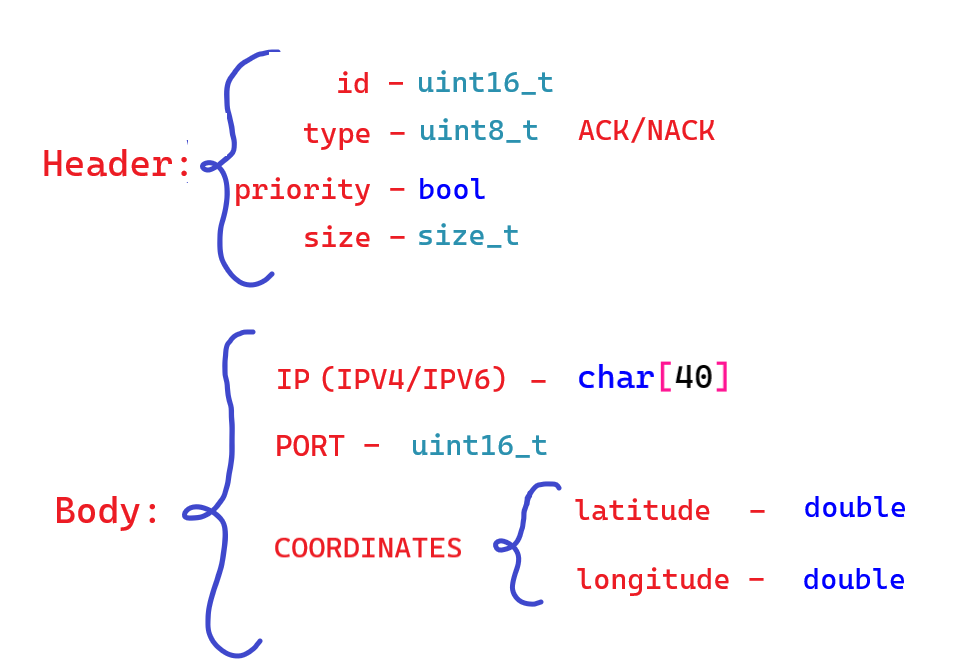 id - uint16_t
type - uint8_t ACK/NACK
Header:
priority - bool
size - size_t
IP (IPV4/IPV6) - char[40]
PORT - uint16_t
Body:
COORDINATES
latitude - double
longitude - double